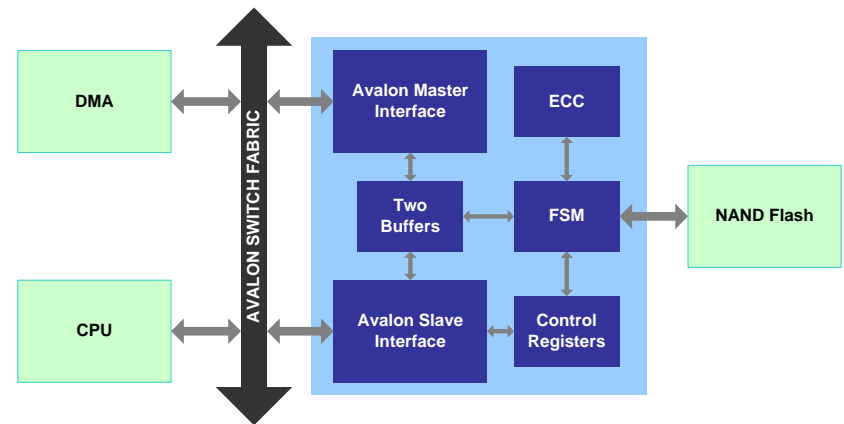 DMA
AVALON SWITCH FABRIC
Avalon Master
Interface
ECC
Two
Buffers
FSM
NAND Flash
CPU
Avalon Slave
Interface
Control
Registers